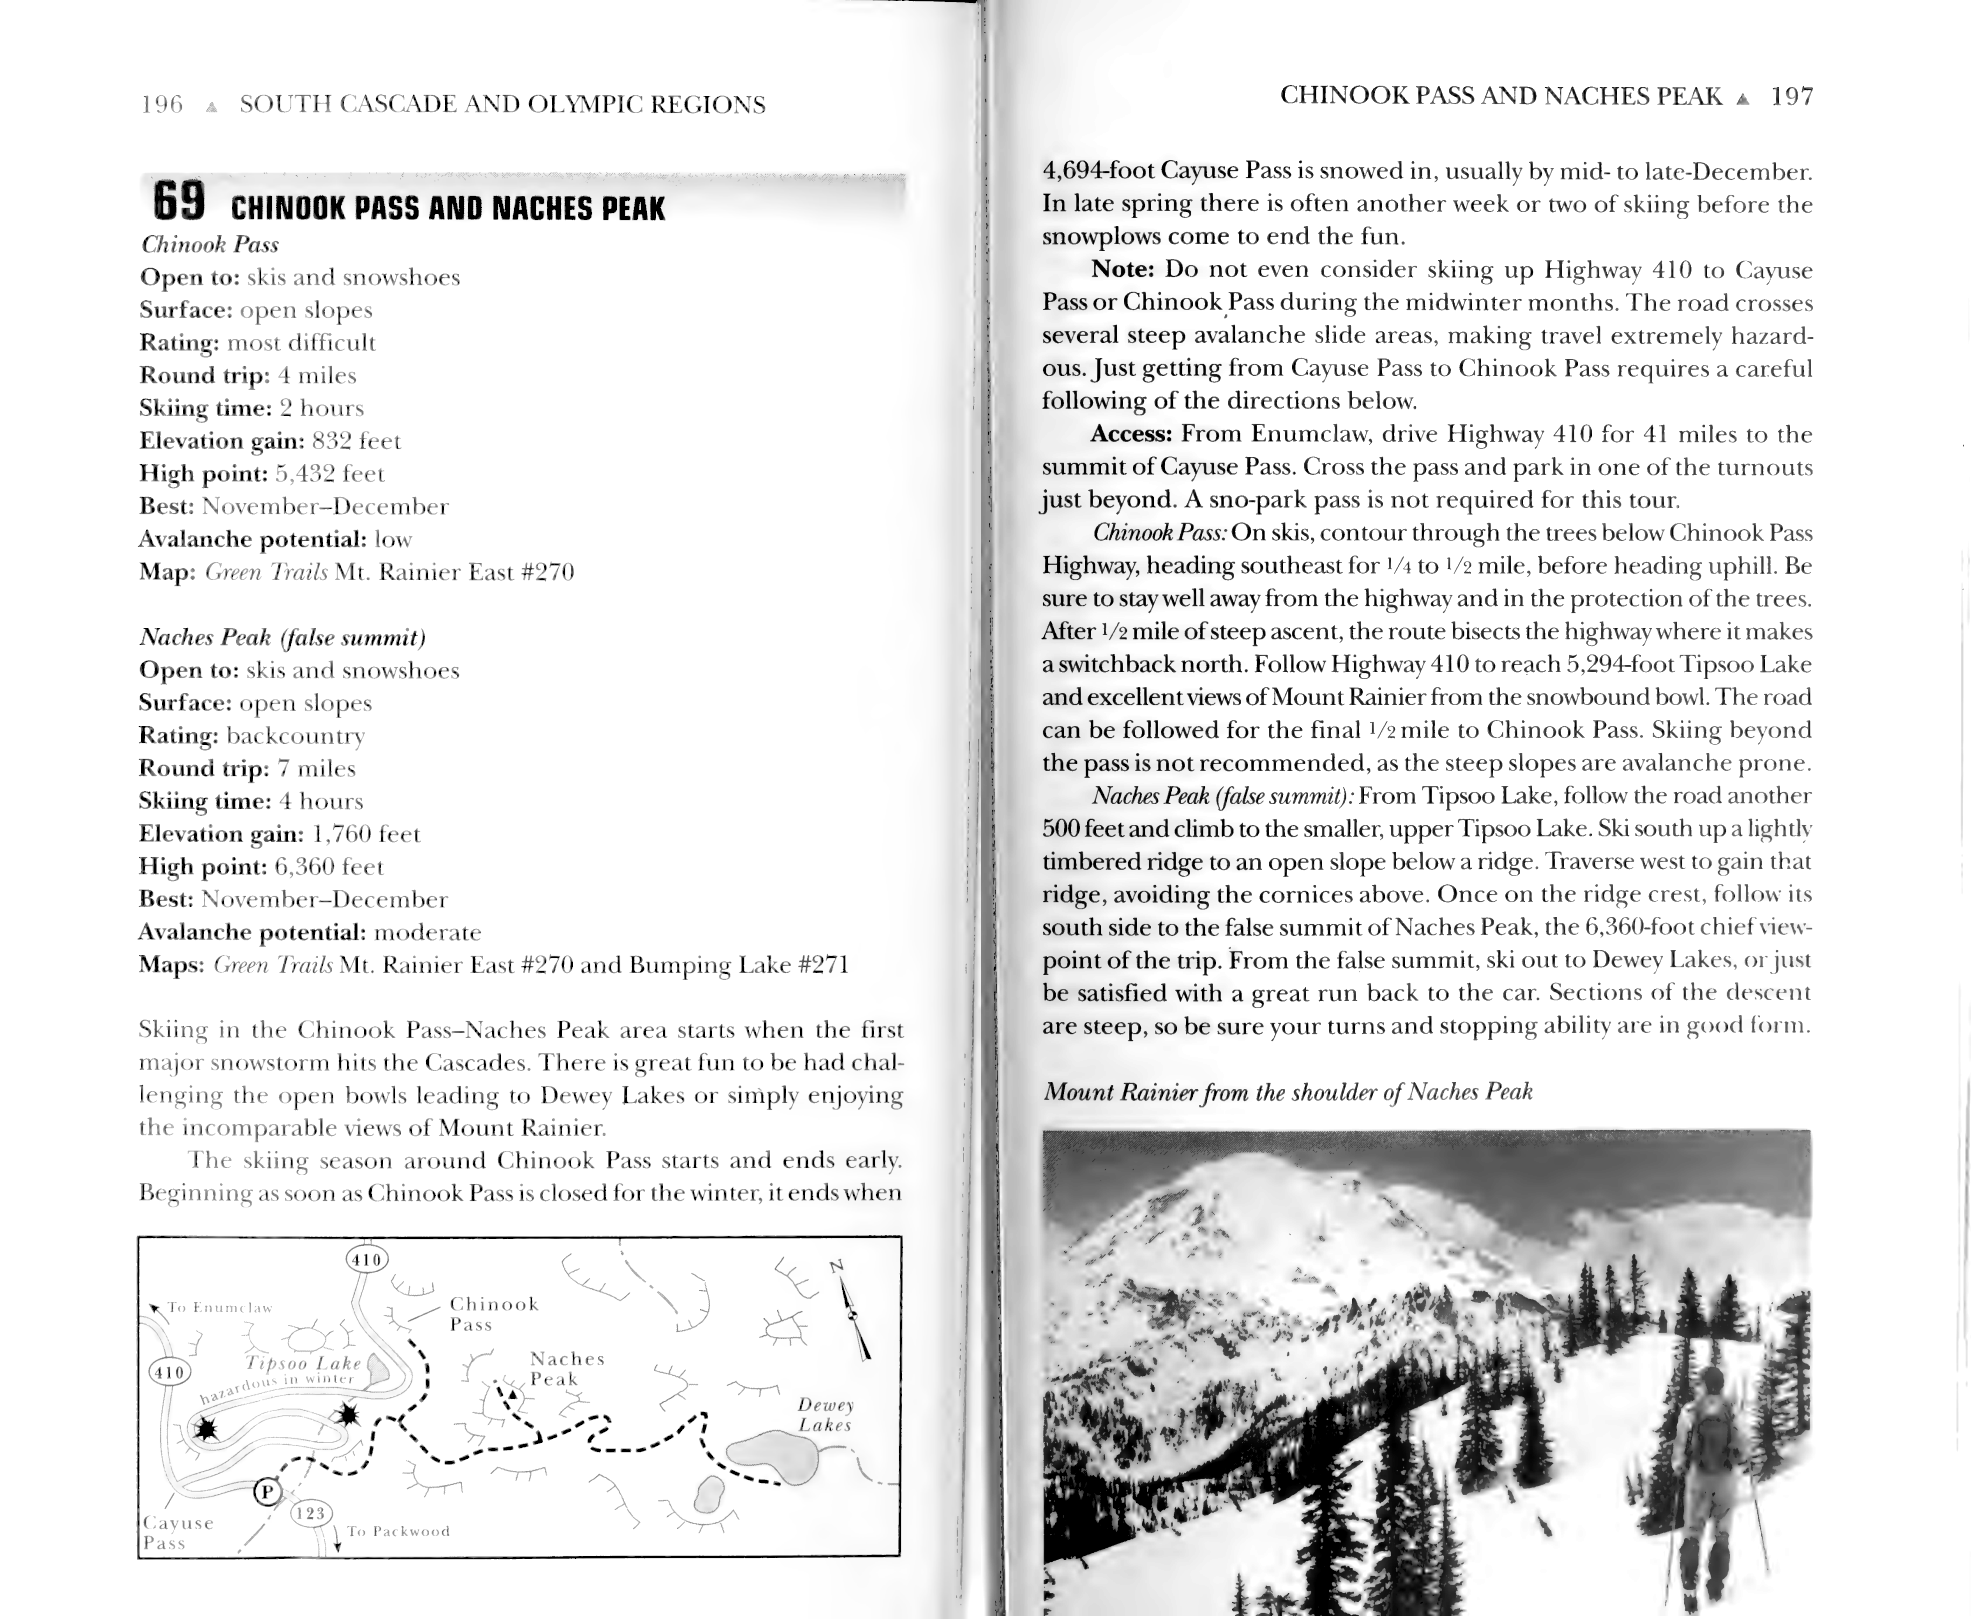 196 ▲ SOUTH CASCADE AND OLYMPIC REGIONS
69 CHINOOK PASS AND NACHES PEAK
Chinook Pass
Open to: skis and snowshoes
Surface: open slopes
Rating: most difficult
Round trip: 4 miles
Skiing time: 2 hours
Elevation gain: 832 feet
High point: 5,432 feet
Best: November–December
Avalanche potential: low
Map: Green Trails Mt. Rainier East #270
Naches Peak (false summit)
Open to: skis and snowshoes
Surface: open slopes
Rating: backcountry
Round trip: 7 miles
Skiing time: 4 hours
Elevation gain: 1,760 feet
High point: 6,360 feet
Best: November–December
Avalanche potential: moderate
Maps: Green Trails Mt. Rainier East #270 and Bumping Lake #271
Skiing in the Chinook Pass–Naches Peak area starts when the first
major snowstorm hits the Cascades. There is great fun to be had chal-
lenging the open bowls leading to Dewey Lakes or simply enjoying
the incomparable views of Mount Rainier.
The skiing season around Chinook Pass starts and ends early.
Beginning as soon as Chinook Pass is closed for the winter, it ends when
410
N
To Enumclaw
Chinook
Pass
410
Tipsoo Lake
hazardous in winter
Naches
Peak
Dewey
Lakes
P
123
Cayuse
Pass
To Packwood
CHINOOK PASS AND NACHES PEAK ▲ 197
4,694-foot Cayuse Pass is snowed in, usually by mid- to late-December.
In late spring there is often another week or two of skiing before the
snowplows come to end the fun.
Note: Do not even consider skiing up Highway 410 to Cayuse
Pass or Chinook Pass during the midwinter months. The road crosses
several steep avalanche slide areas, making travel extremely hazard-
ous. Just getting from Cayuse Pass to Chinook Pass requires a careful
following of the directions below.
Access: From Enumclaw, drive Highway 410 for 41 miles to the
summit of Cayuse Pass. Cross the pass and park in one of the turnouts
just beyond. A sno-park pass is not required for this tour.
Chinook Pass: On skis, contour through the trees below Chinook Pass
Highway, heading southeast for 1/4 to 1/2 mile, before heading uphill. Be
sure to stay well away from the highway and in the protection of the trees.
After 1/2 mile of steep ascent, the route bisects the highway where it makes
a switchback north. Follow Highway 410 to reach 5,294-foot Tipsoo Lake
and excellent views of Mount Rainier from the snowbound bowl. The road
can be followed for the final 1/2 mile to Chinook Pass. Skiing beyond
the pass is not recommended, as the steep slopes are avalanche prone.
Naches Peak (false summit): From Tipsoo Lake, follow the road another
500 feet and climb to the smaller, upper Tipsoo Lake. Ski south up a lightly
timbered ridge to an open slope below a ridge. Traverse west to gain that
ridge, avoiding the cornices above. Once on the ridge crest, follow its
south side to the false summit of Naches Peak, the 6,360-foot chief view-
point of the trip. From the false summit, ski out to Dewey Lakes, or just
be satisfied with a great run back to the car. Sections of the descent
are steep, so be sure your turns and stopping ability are in good form.
Mount Rainier from the shoulder of Naches Peak